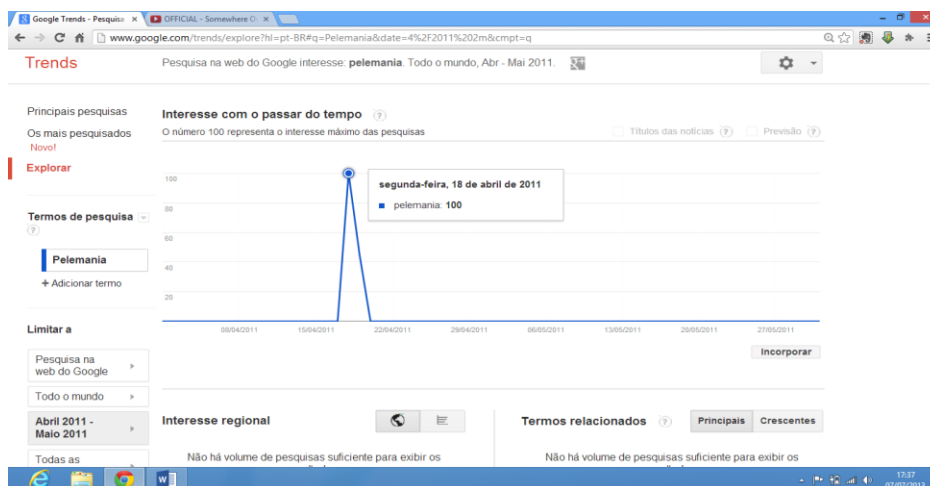 Google Trends - Pesquisa
OFFICIAL - Somewhere O
www.google.com/trends/explore?hl=pt-BR#q=Pelemania&date=4%2F2011%202m&cmpt=q
Trends
Pesquisa na web do Google interesse: pelemania. Todo o mundo, Abr - Mai 2011.
Principais pesquisas
Os mais pesquisados
Novo!
Explorar
Termos de pesquisa
?
Pelemania
+ Adicionar termo
Limitar a
Pesquisa na
web do Google
Todo o mundo
Abril 2011 -
Maio 2011
Todas as
Interesse com o passar do tempo ?
O número 100 representa o interesse máximo das pesquisas
Títulos das notícias ? Previsão ?
100
80
60
40
20
segunda-feira, 18 de abril de 2011
pelemania: 100
08/04/2011 15/04/2011 22/04/2011 29/04/2011 06/05/2011 13/05/2011 20/05/2011 27/05/2011
Incorporar
Interesse regional
Não há volume de pesquisas suficiente para exibir os
Termos relacionados ? Principais Crescentes
Não há volume de pesquisas suficiente para exibir os
17:37
07/07/2013